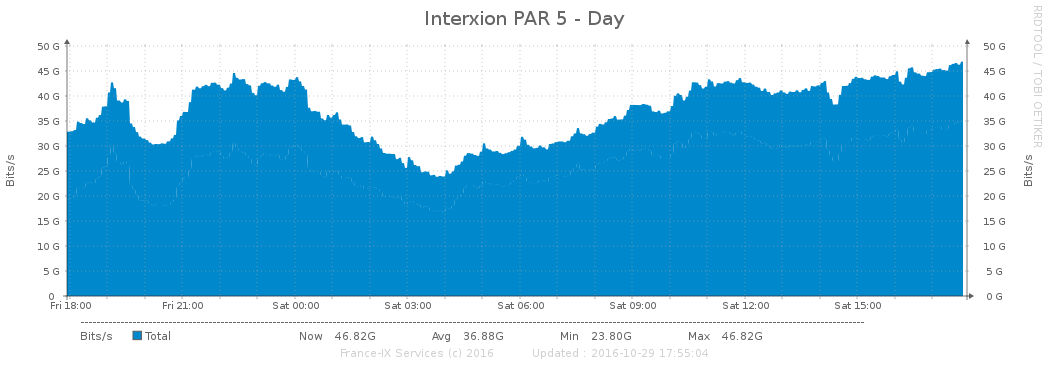 Interxion PAR 5 - Day
RRDTOOL / TOBI OETIKER
Bits/s
50 G 50 G
45 G 45 G
40 G 40 G
35 G 35 G
30 G 30 G
25 G 25 G
20 G 20 G
15 G 15 G
10 G 10 G
5 G 5 G
0 0 G
Bits/s
Fri 18:00 Fri 21:00 Sat 00:00 Sat 03:00 Sat 06:00 Sat 09:00 Sat 12:00 Sat 15:00
Bits/s Total Now 46.82G Avg 36.88G Min 23.80G Max 46.82G
France-IX Services (c) 2016 Updated : 2016-10-29 17:55:04